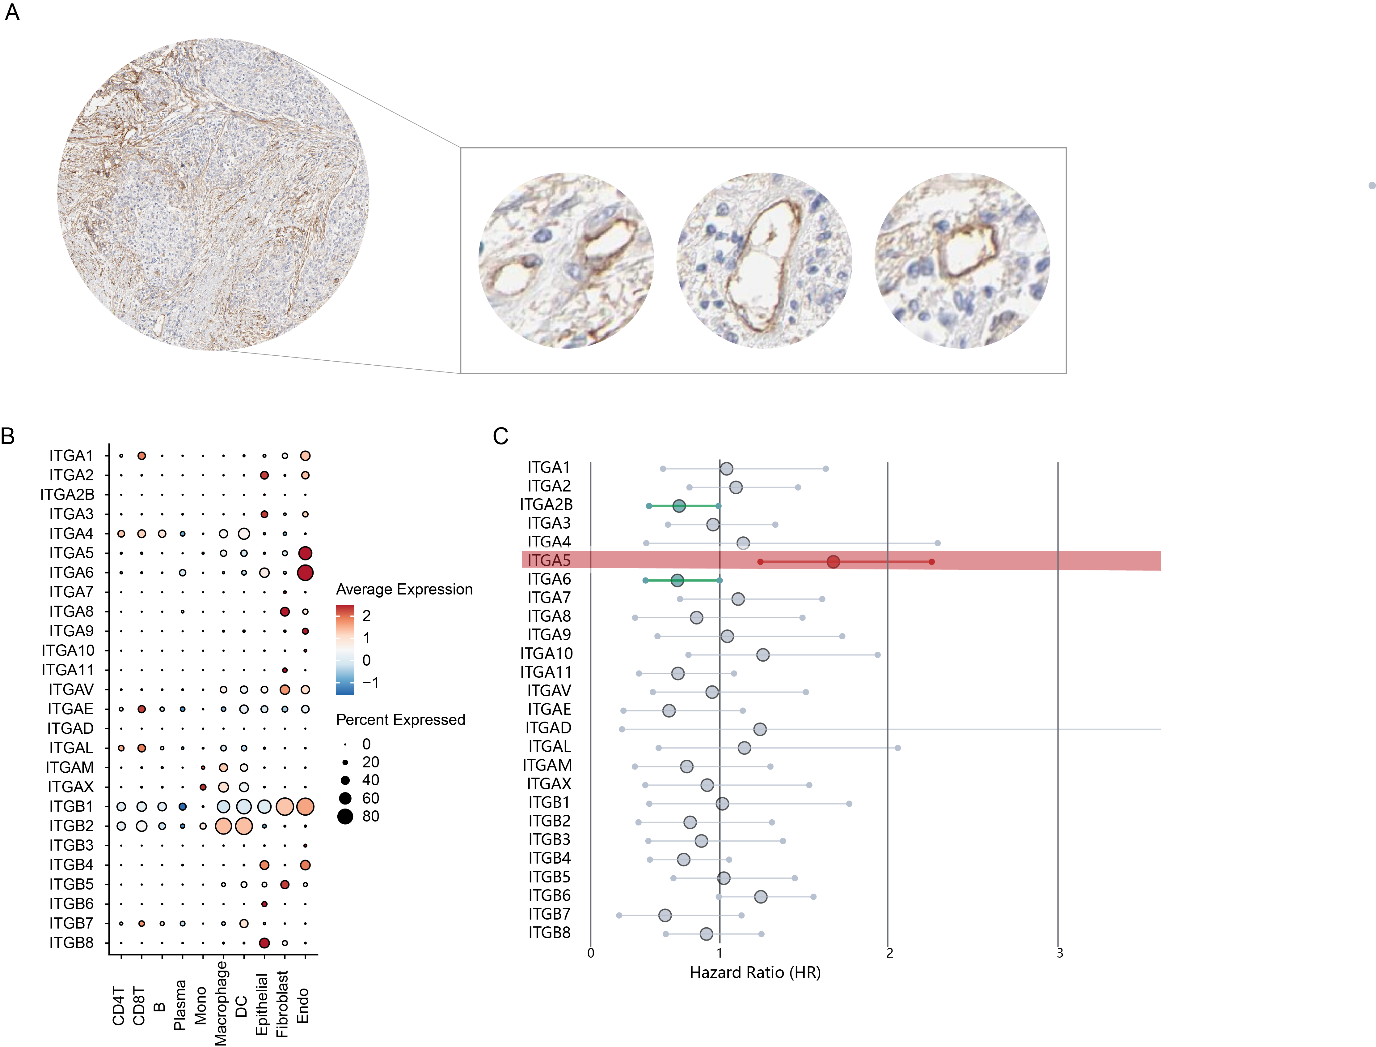 A
B
ITGA1
ITGA2
ITGA2B
ITGA3
ITGA4
ITGA5
ITGA6
ITGA7
ITGA8
ITGA9
ITGA10
ITGA11
ITGAV
ITGAE
ITGAD
ITGAL
ITGAM
ITGAX
ITGB1
ITGB2
ITGB3
ITGB4
ITGB5
ITGB6
ITGB7
ITGB8
CD4T
CD8T
B
Plasma
Mono
Macrophage
DC
Epithelial
Fibroblast
Endo
Average Expression
2
1
0
−1
Percent Expressed
0
20
40
60
80
C
ITGA1
ITGA2
ITGA2B
ITGA3
ITGA4
ITGA5
ITGA6
ITGA7
ITGA8
ITGA9
ITGA10
ITGA11
ITGAV
ITGAE
ITGAD
ITGAL
ITGAM
ITGAX
ITGB1
ITGB2
ITGB3
ITGB4
ITGB5
ITGB6
ITGB7
ITGB8
0 1 2 3
Hazard Ratio (HR)